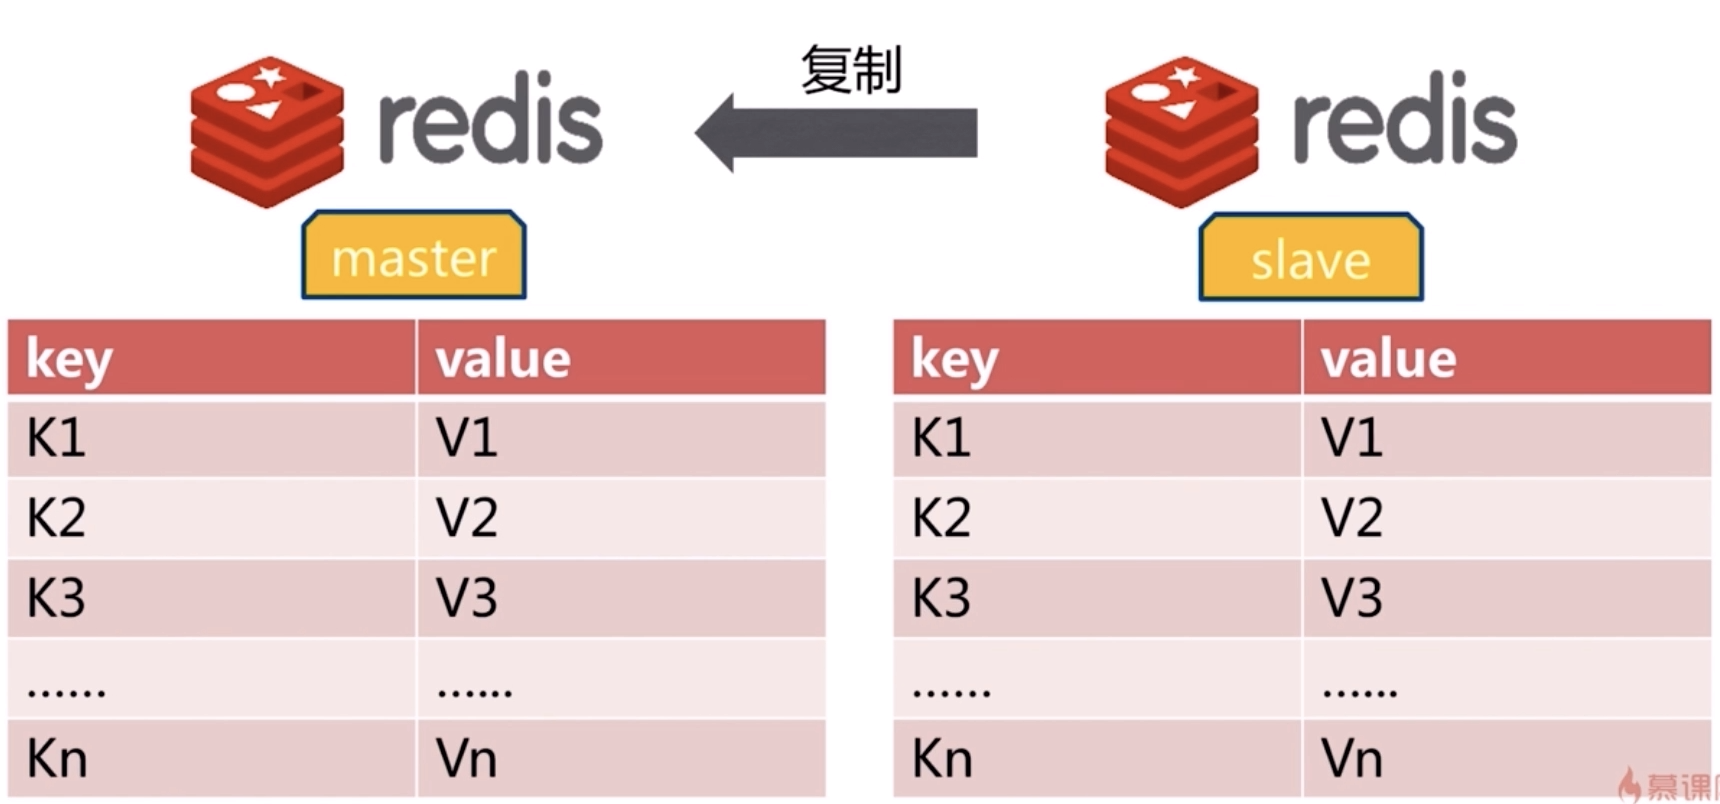 复制
redis
redis
master
slave
key value
K1 V1
K2 V2
K3 V3
...... ......
Kn Vn
key value
K1 V1
K2 V2
K3 V3
...... ......
Kn Vn
慕课